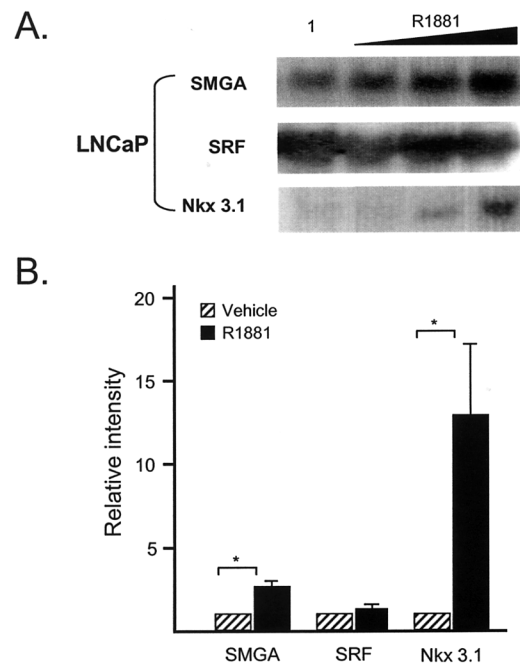 A.
1 R1881
SMGA
LNCaP
SRF
Nkx 3.1
B.
20
15
10
5
Relative intensity
Vehicle
R1881
*
*
SMGA SRF Nkx 3.1